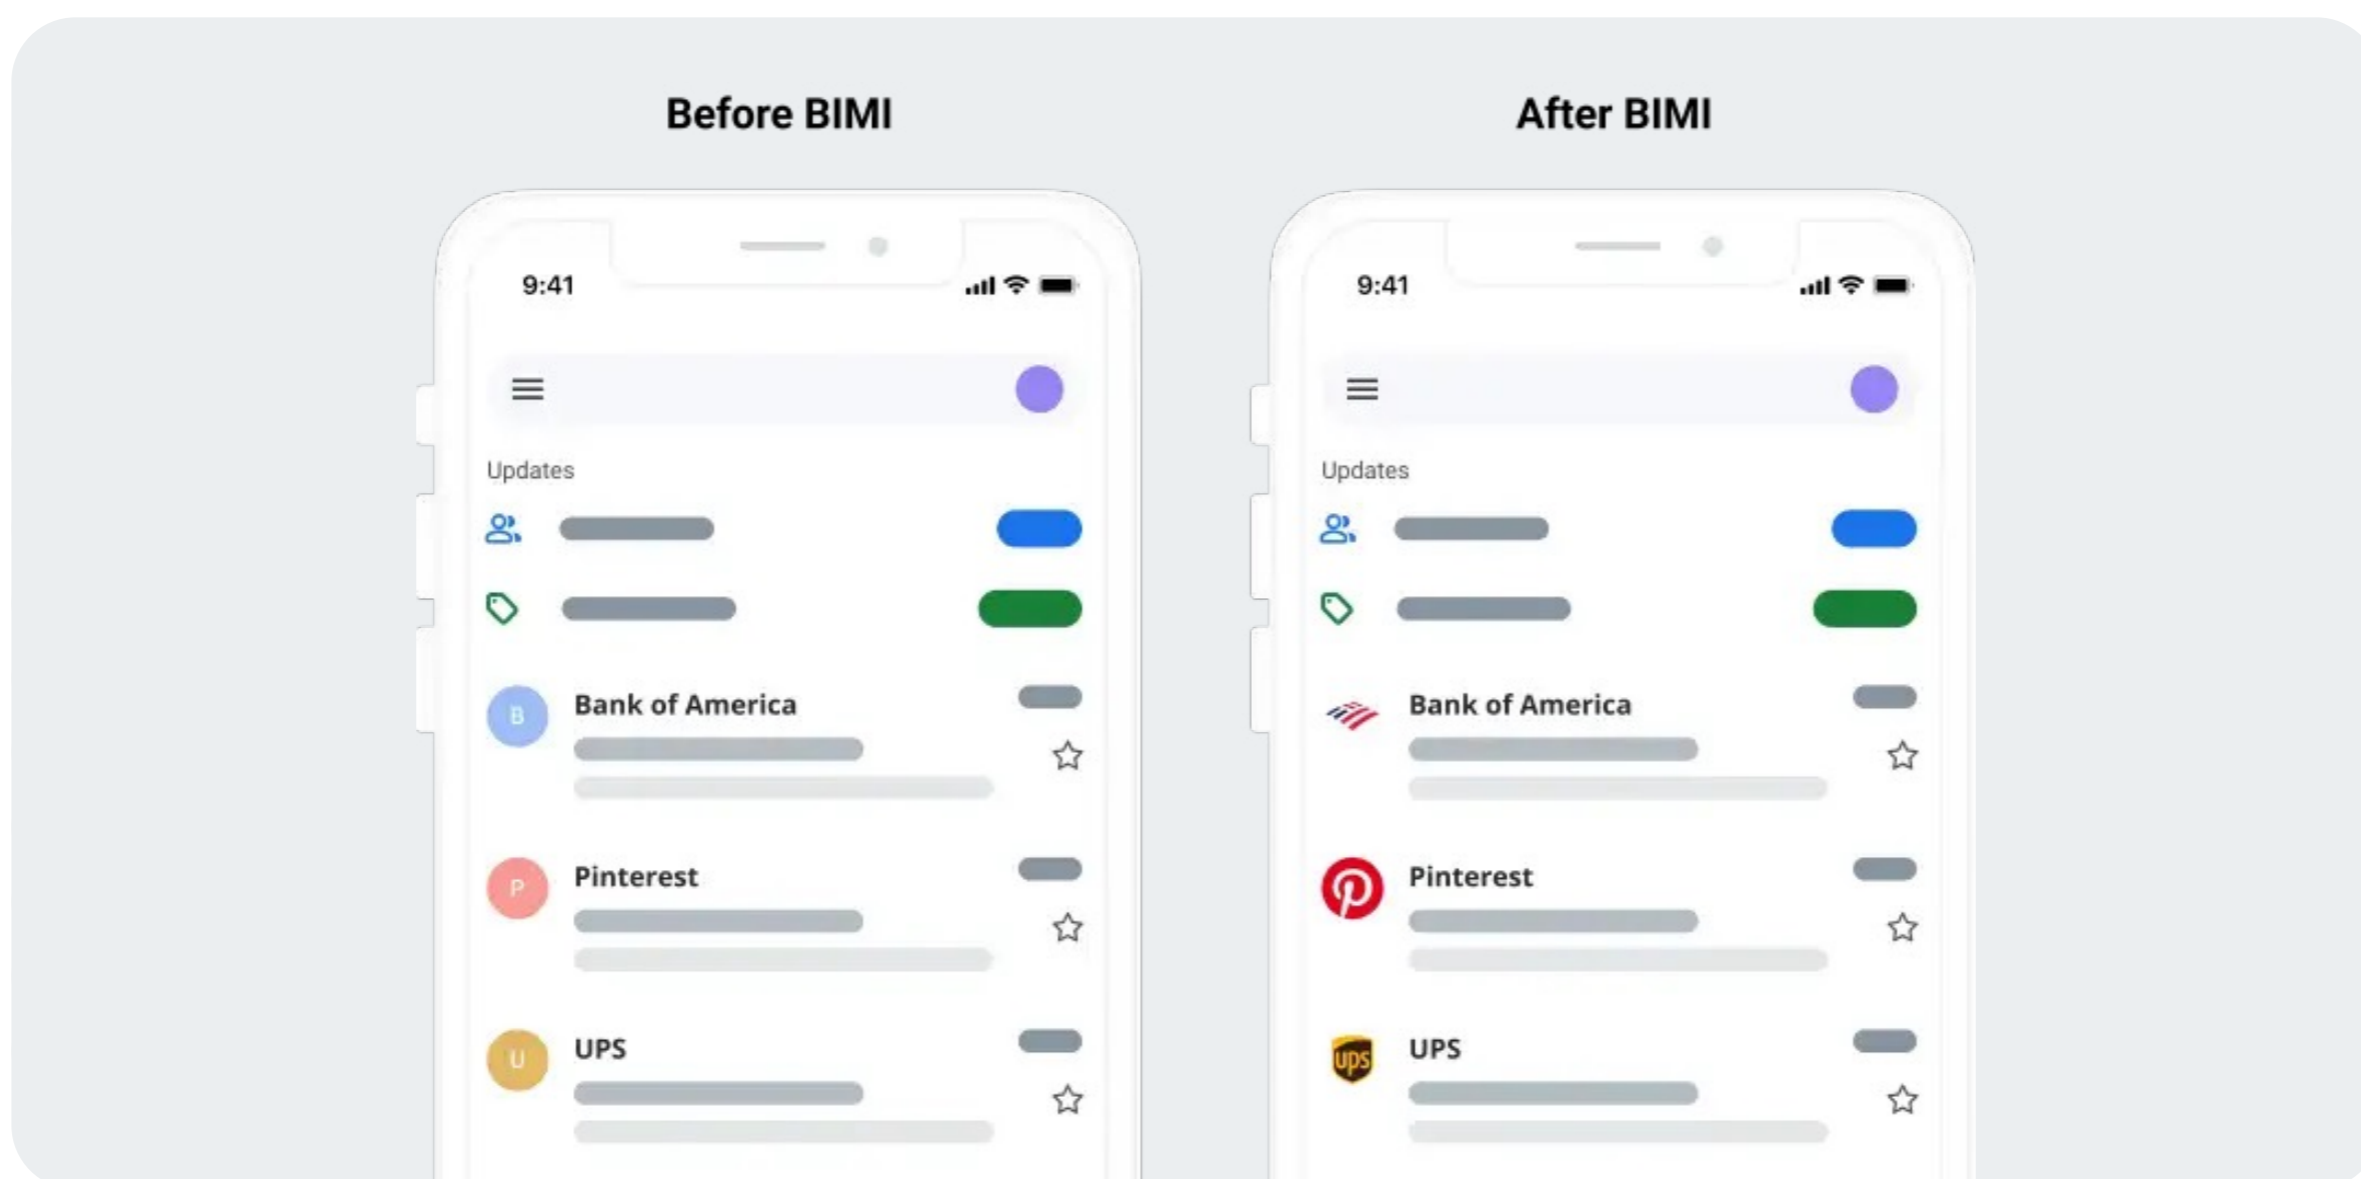 Before BIMI
After BIMI
9:41
Updates
B
Bank of America
P
Pinterest
U
UPS
9:41
Updates
Bank of America
Pinterest
ups
UPS